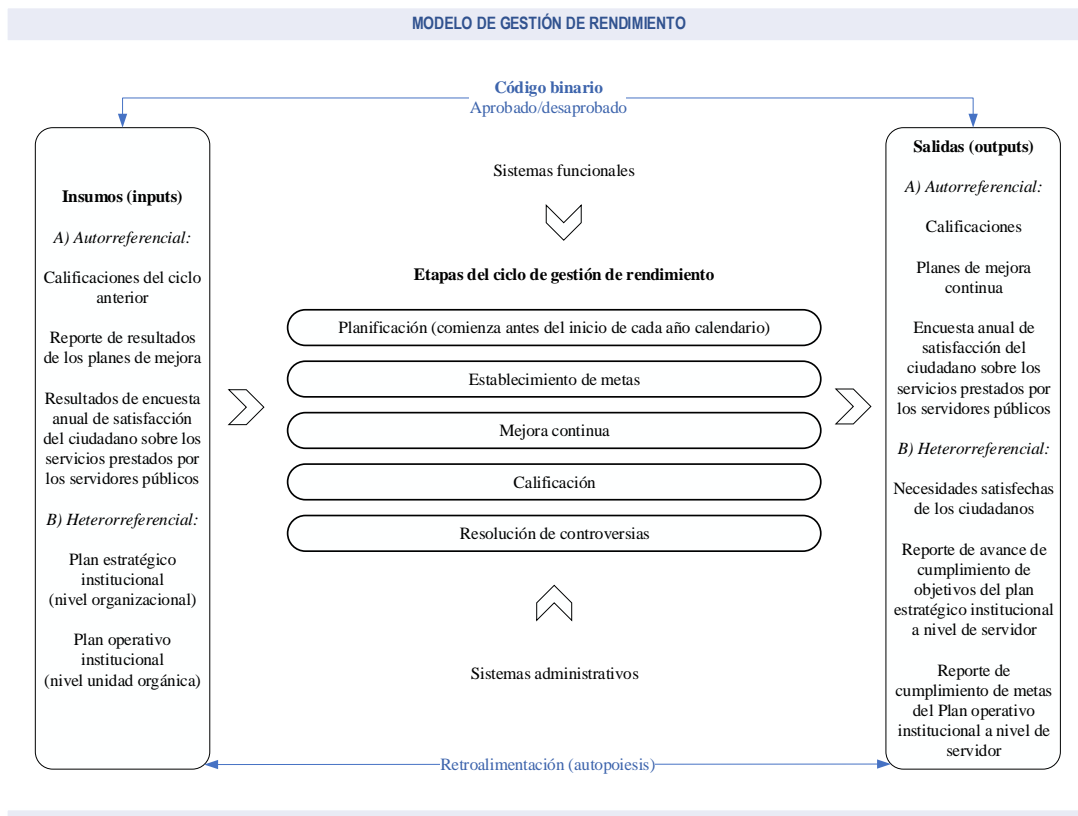 MODELO DE GESTIÓN DE RENDIMIENTO
Código binario
Aprobado/desaprobado
Insumos (inputs)
A) Autorreferencial:
Calificaciones del ciclo
anterior
Reporte de resultados
de los planes de mejora
Resultados de encuesta
anual de satisfacción
del ciudadano sobre los
servicios prestados por
los servidores públicos
B) Heterorreferencial:
Plan estratégico
institucional
(nivel organizacional)
Plan operativo
institucional
(nivel unidad orgánica)
Sistemas funcionales
Etapas del ciclo de gestión de rendimiento
Planificación (comienza antes del inicio de cada año calendario)
Establecimiento de metas
Mejora continua
Calificación
Resolución de controversias
Sistemas administrativos
Salidas (outputs)
A) Autorreferencial:
Calificaciones
Planes de mejora
continua
Encuesta anual de
satisfacción del
ciudadano sobre los
servicios prestados por
los servidores públicos
B) Heterorreferencial:
Necesidades satisfechas
de los ciudadanos
Reporte de avance de
cumplimiento de
objetivos del plan
estratégico institucional
a nivel de servidor
Reporte de
cumplimiento de metas
del Plan operativo
institucional a nivel de
servidor
Retroalimentación (autopoiesis)